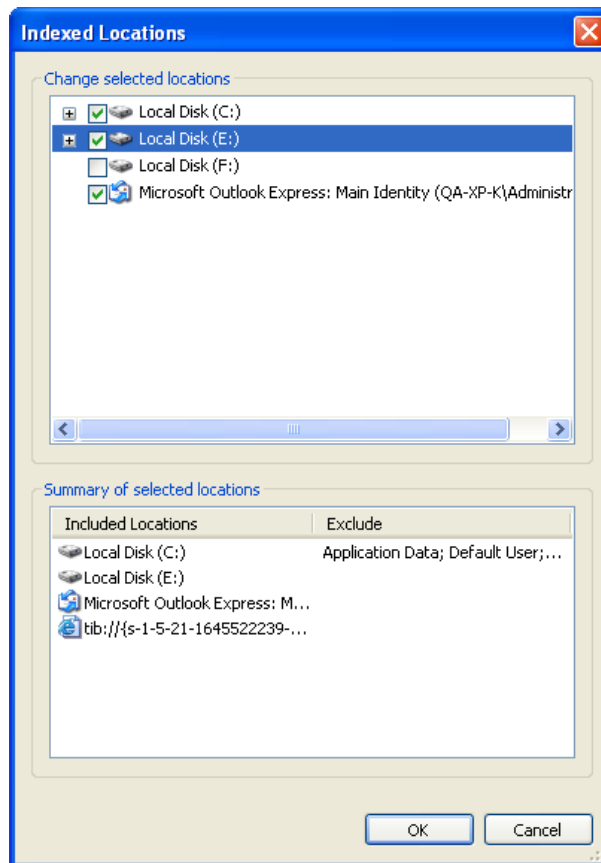 Indexed Locations
Change selected locations
Local Disk (C:)
Local Disk (E:)
Local Disk (F:)
Microsoft Outlook Express: Main Identity (QA-XP-K\Administr
Summary of selected locations
Included Locations Exclude
Local Disk (C:) Application Data; Default User;...
Local Disk (E:)
Microsoft Outlook Express: M...
tib://{s-1-5-21-1645522239-...
OK Cancel